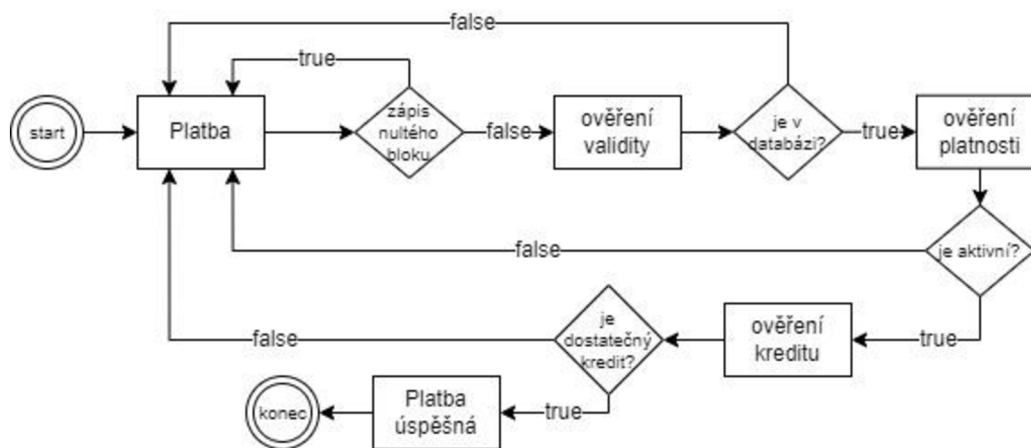 false
true
start
Platba
zápis
nultého
bloku
false
ověření
validity
je v
databázi?
true
ověření
platnosti
false
je aktivní?
false
je
dostatečný
kredit?
ověření
kreditu
true
konec
Platba
úspěšná
true